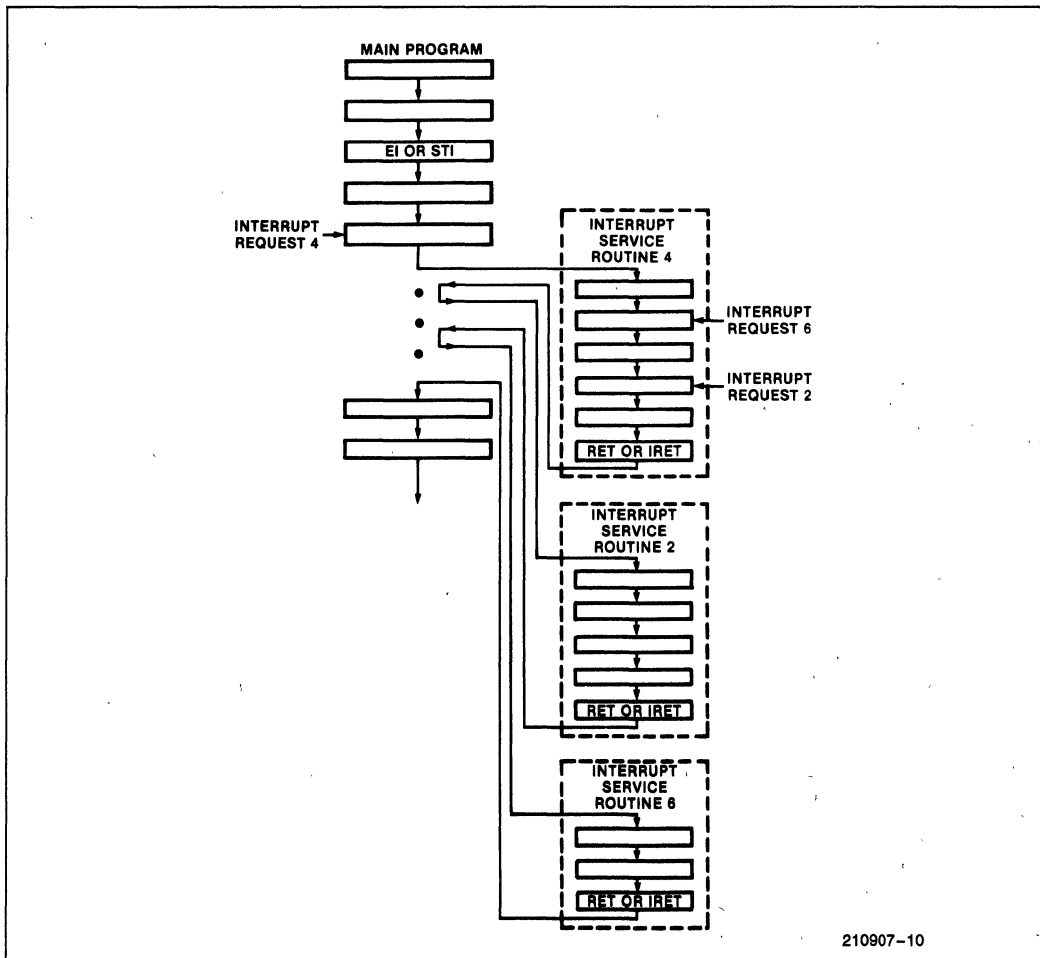 MAIN PROGRAM
EI OR STI
INTERRUPT
REQUEST 4
INTERRUPT
SERVICE
ROUTINE 4
INTERRUPT
REQUEST 6
INTERRUPT
REQUEST 2
RET OR IRET
INTERRUPT
SERVICE
ROUTINE 2
RET OR IRET
INTERRUPT
SERVICE
ROUTINE 6
RET OR IRET
210907-10